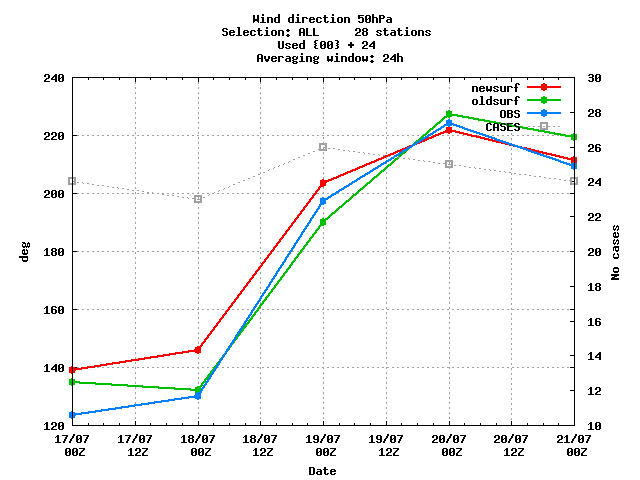 Wind direction 50hPa
Selection: ALL     28 stations
Used {00} + 24
Averaging window: 24h
newsurf
oldsurf
OBS
CASES
deg
240
220
200
180
160
140
120
No cases
30
28
26
24
22
20
18
16
14
12
10
17/07 17/07 18/07 18/07 19/07 19/07 20/07 20/07 21/07
00Z 12Z 00Z 12Z 00Z 12Z 00Z 12Z 00Z
Date